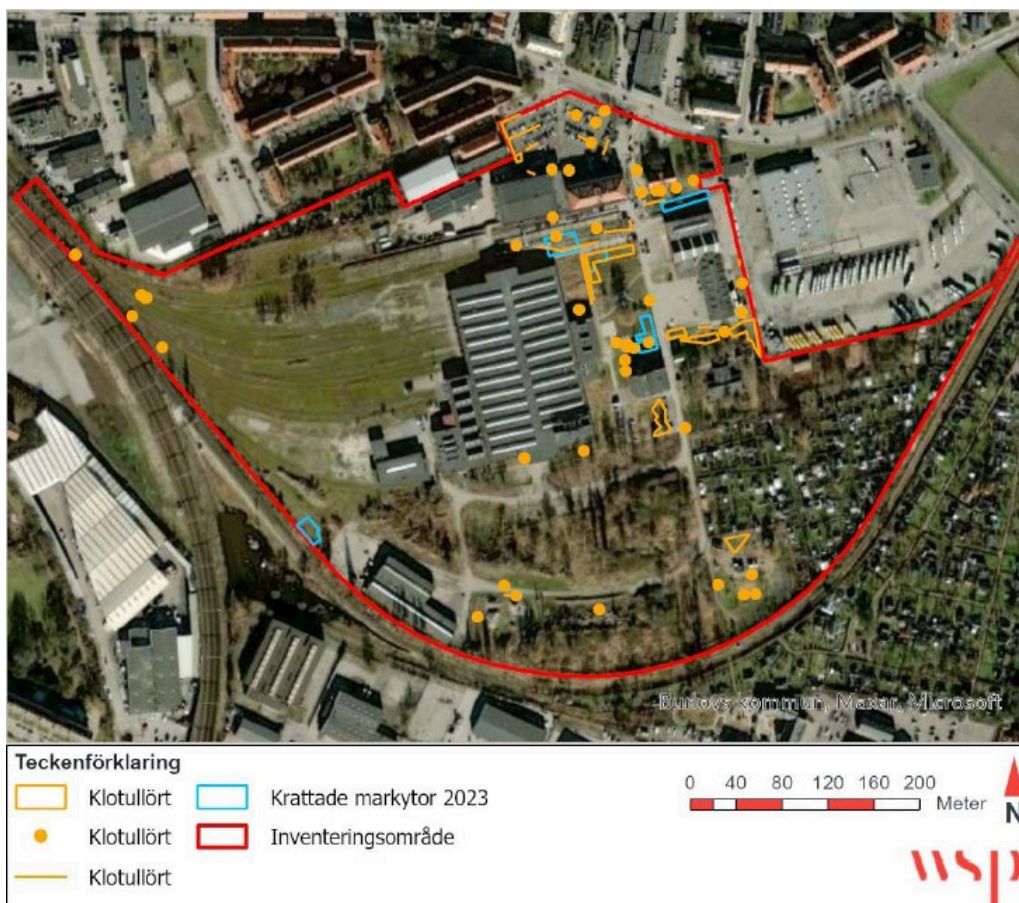 Burlövs kommun, Maxar, Microsoft
Teckenförklaring
Klotullört
Krattade markytor 2023
Klotullört
Inventeringsområde
Klotullört
0 40 80 120 160 200
Meter
N
wsp